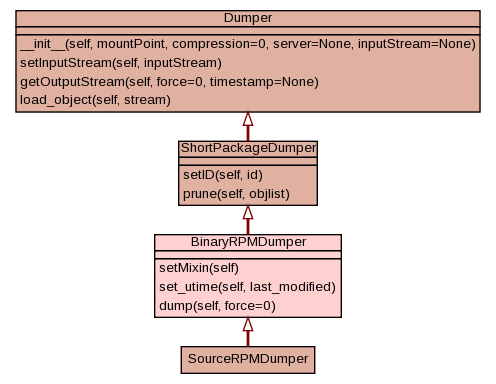 Dumper
__init__(self, mountPoint, compression=0, server=None, inputStream=None)
setInputStream(self, inputStream)
getOutputStream(self, force=0, timestamp=None)
load_object(self, stream)
ShortPackageDumper
setID(self, id)
prune(self, objlist)
BinaryRPMDumper
setMixin(self)
set_utime(self, last_modified)
dump(self, force=0)
SourceRPMDumper